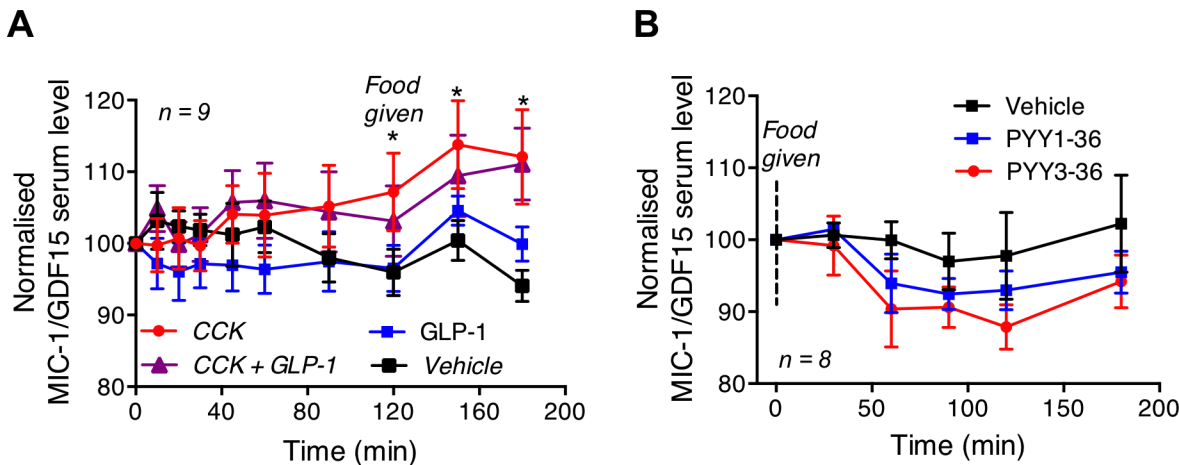 A
Normalised
MIC-1/GDF15 serum level
120
110
100
90
80
n = 9
Food
given
*
*
*
CCK
GLP-1
CCK + GLP-1
Vehicle
0
40
80
120
160
200
Time (min)
B
Normalised
MIC-1/GDF15 serum level
120
110
100
90
80
Food
given
Vehicle
PYY1-36
PYY3-36
n = 8
0
50
100
150
200
Time (min)